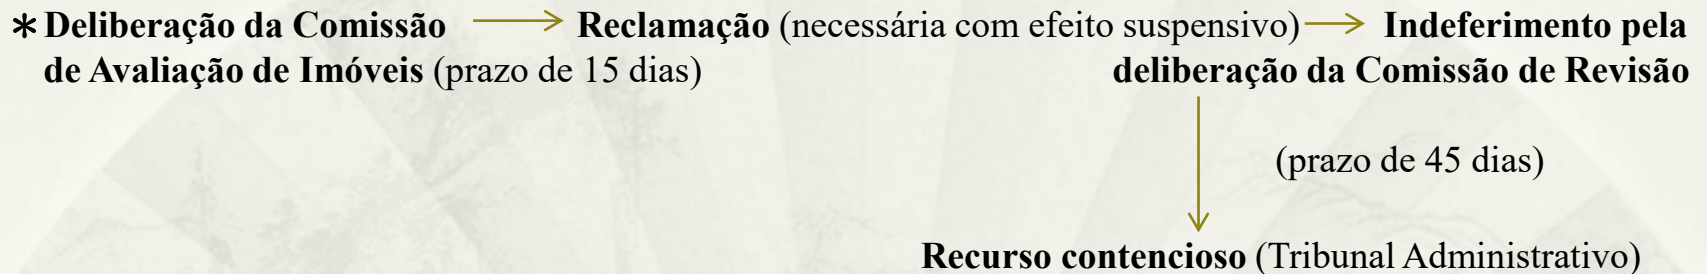 * Deliberação da Comissão → Reclamação (necessária com efeito suspensivo) → Indeferimento pela
de Avaliação de Imóveis (prazo de 15 dias) deliberação da Comissão de Revisão
(prazo de 45 dias)
Recurso contencioso (Tribunal Administrativo)